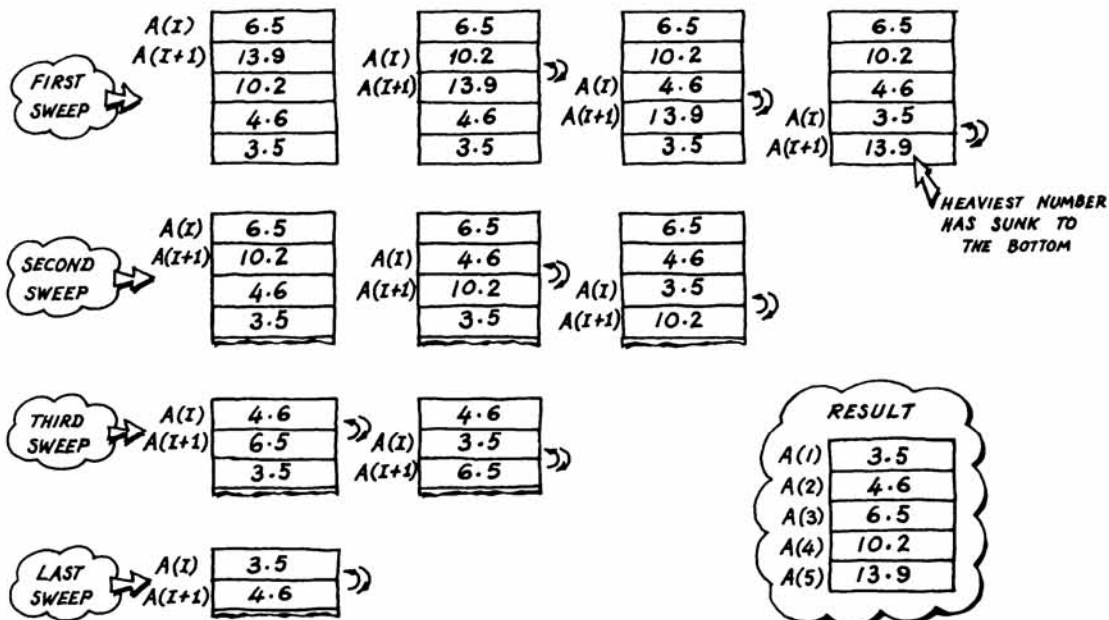 FIRST
SWEEP
A(I) 6.5
A(I+1) 13.9
10.2
4.6
3.5
6.5
A(I) 10.2
A(I+1) 13.9
4.6
3.5
6.5
10.2
A(I) 4.6
A(I+1) 13.9
3.5
6.5
10.2
4.6
A(I) 3.5
A(I+1) 13.9
HEAVIEST NUMBER
HAS SUNK TO
THE BOTTOM
SECOND
SWEEP
A(I) 6.5
A(I+1) 10.2
4.6
3.5
6.5
A(I) 4.6
A(I+1) 10.2
3.5
6.5
4.6
A(I) 3.5
A(I+1) 10.2
THIRD
SWEEP
A(I) 4.6
A(I+1) 6.5
3.5
4.6
A(I) 3.5
A(I+1) 6.5
LAST
SWEEP
A(I) 3.5
A(I+1) 4.6
RESULT
A(1) 3.5
A(2) 4.6
A(3) 6.5
A(4) 10.2
A(5) 13.9